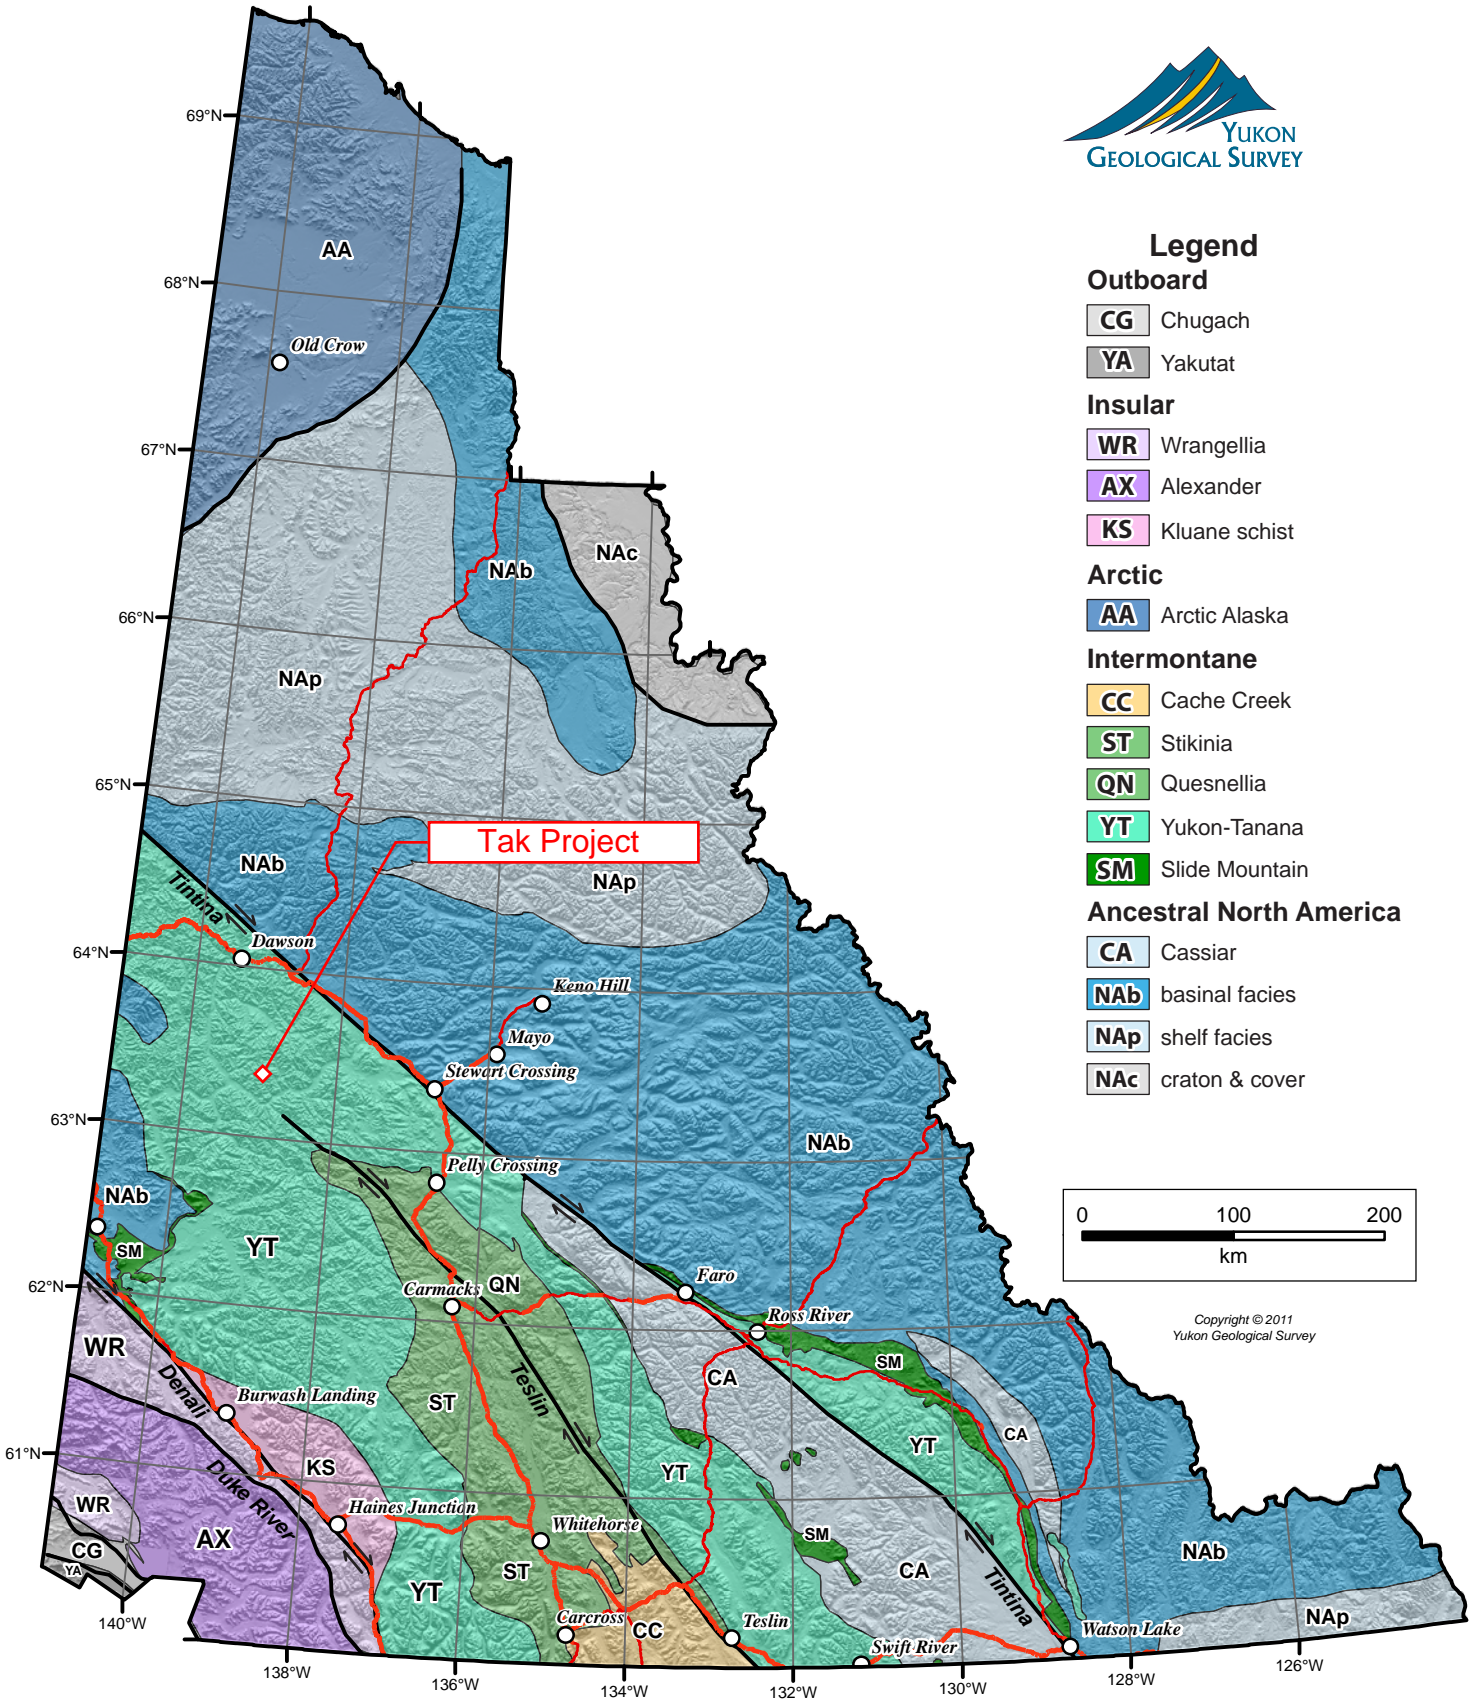 YUKON
GEOLOGICAL SURVEY
Legend
Outboard
CG Chugach
YA Yakutat
Insular
WR Wrangellia
AX Alexander
KS Kluane schist
Arctic
AA Arctic Alaska
Intermontane
CC Cache Creek
ST Stikinia
QN Quesnellia
YT Yukon-Tanana
SM Slide Mountain
Ancestral North America
CA Cassiar
NAb basinal facies
NAp shelf facies
NAc craton & cover
0 100 200
km
Copyright © 2011
Yukon Geological Survey
69°N
AA
68°N
Old Crow
67°N
NAc
NAb
66°N
NAp
65°N
Tak Project
NAb
NAp
Tintina
Dawson
64°N
Keno Hill
Mayo
Stewart Crossing
63°N
NAb
Pelly Crossing
NAb
YT
SM
Faro
62°N
QN
Carmacks
Ross River
WR
SM
CA
Denali
Burwash Landing
Teslin
ST
CA
61°N
YT
YT
KS
Duke River
WR
Haines Junction
Whitehorse
SM
AX
CG
NAb
YA
ST
CA
YT
Tintina
Carcross
Teslin
CC
NAp
Watson Lake
Swift River
140°W
138°W
136°W
134°W
132°W
130°W
128°W
126°W